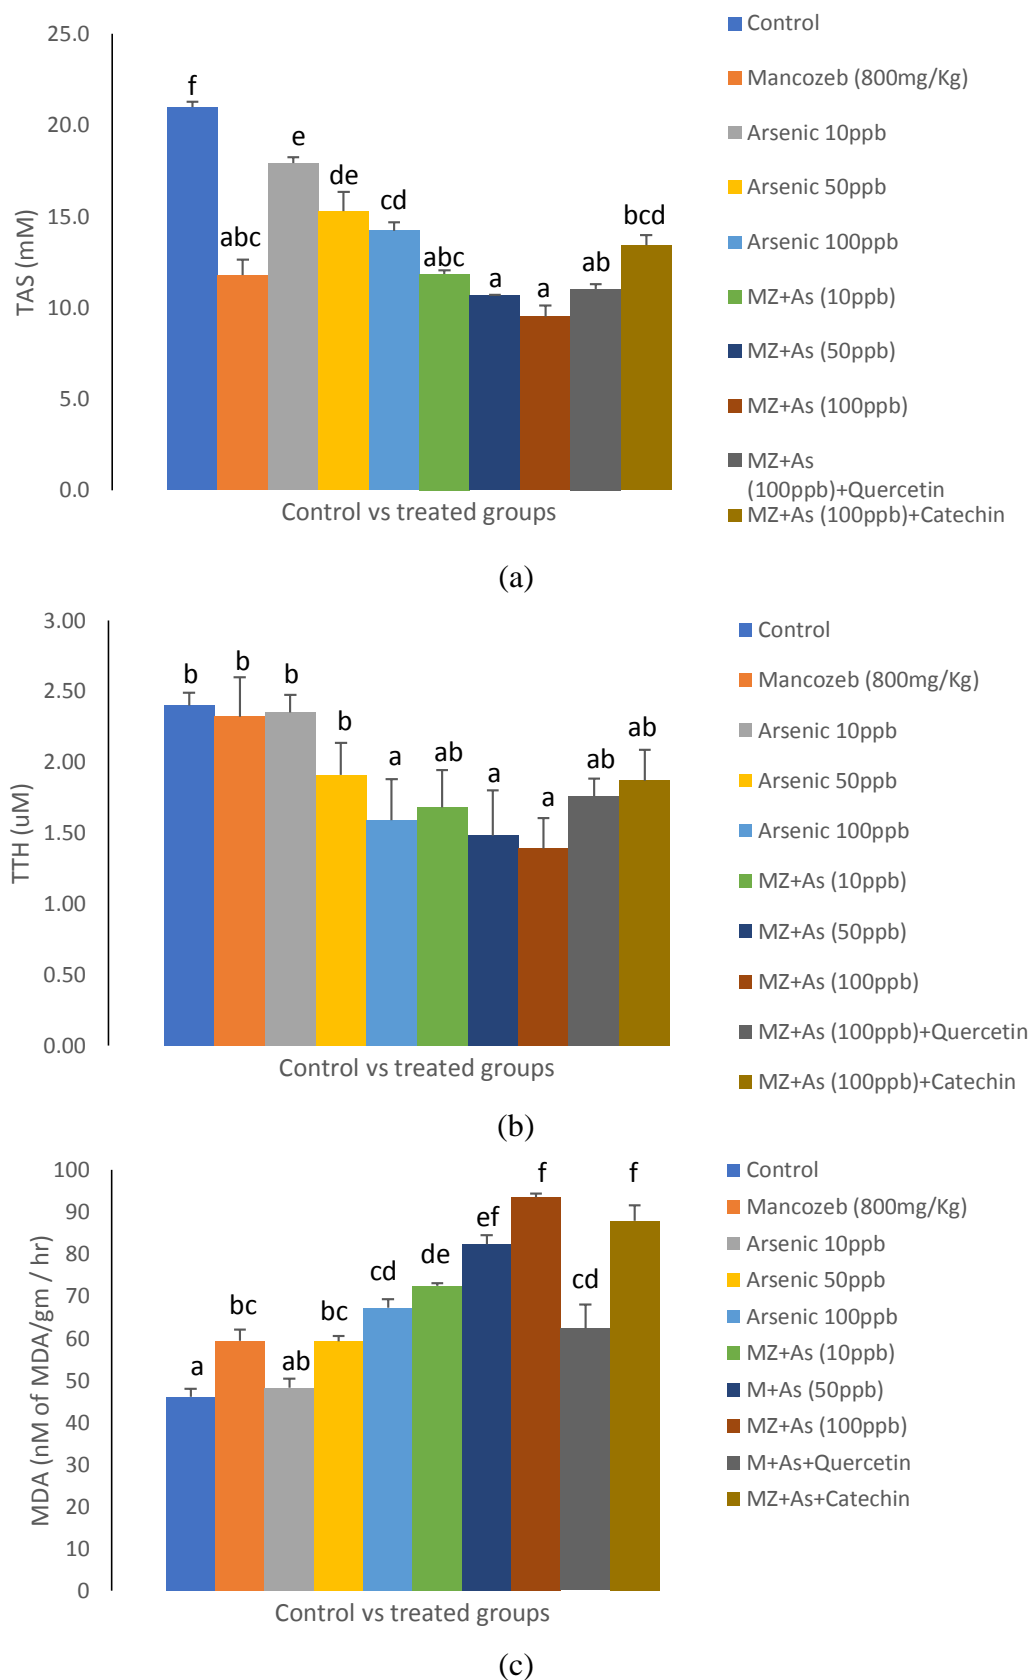 25.0
20.0
15.0
10.0
5.0
0.0
TAS (mM)
f
abc
e
de
cd
abc
a
a
ab
bcd
Control vs treated groups
Control
Mancozeb (800mg/Kg)
Arsenic 10ppb
Arsenic 50ppb
Arsenic 100ppb
MZ+As (10ppb)
MZ+As (50ppb)
MZ+As (100ppb)
MZ+As
(100ppb)+Quercetin
MZ+As (100ppb)+Catechin
(a)
3.00
2.50
2.00
1.50
1.00
0.50
0.00
TTH (uM)
b
b
b
b
a
ab
a
a
ab
ab
Control vs treated groups
Control
Mancozeb (800mg/Kg)
Arsenic 10ppb
Arsenic 50ppb
Arsenic 100ppb
MZ+As (10ppb)
MZ+As (50ppb)
MZ+As (100ppb)
MZ+As (100ppb)+Quercetin
MZ+As (100ppb)+Catechin
(b)
100
90
80
70
60
50
40
30
20
10
0
MDA (nM of MDA/gm / hr)
a
bc
ab
bc
cd
de
ef
f
cd
f
Control vs treated groups
Control
Mancozeb (800mg/Kg)
Arsenic 10ppb
Arsenic 50ppb
Arsenic 100ppb
MZ+As (10ppb)
M+As (50ppb)
MZ+As (100ppb)
M+As+Quercetin
MZ+As+Catechin
(c)